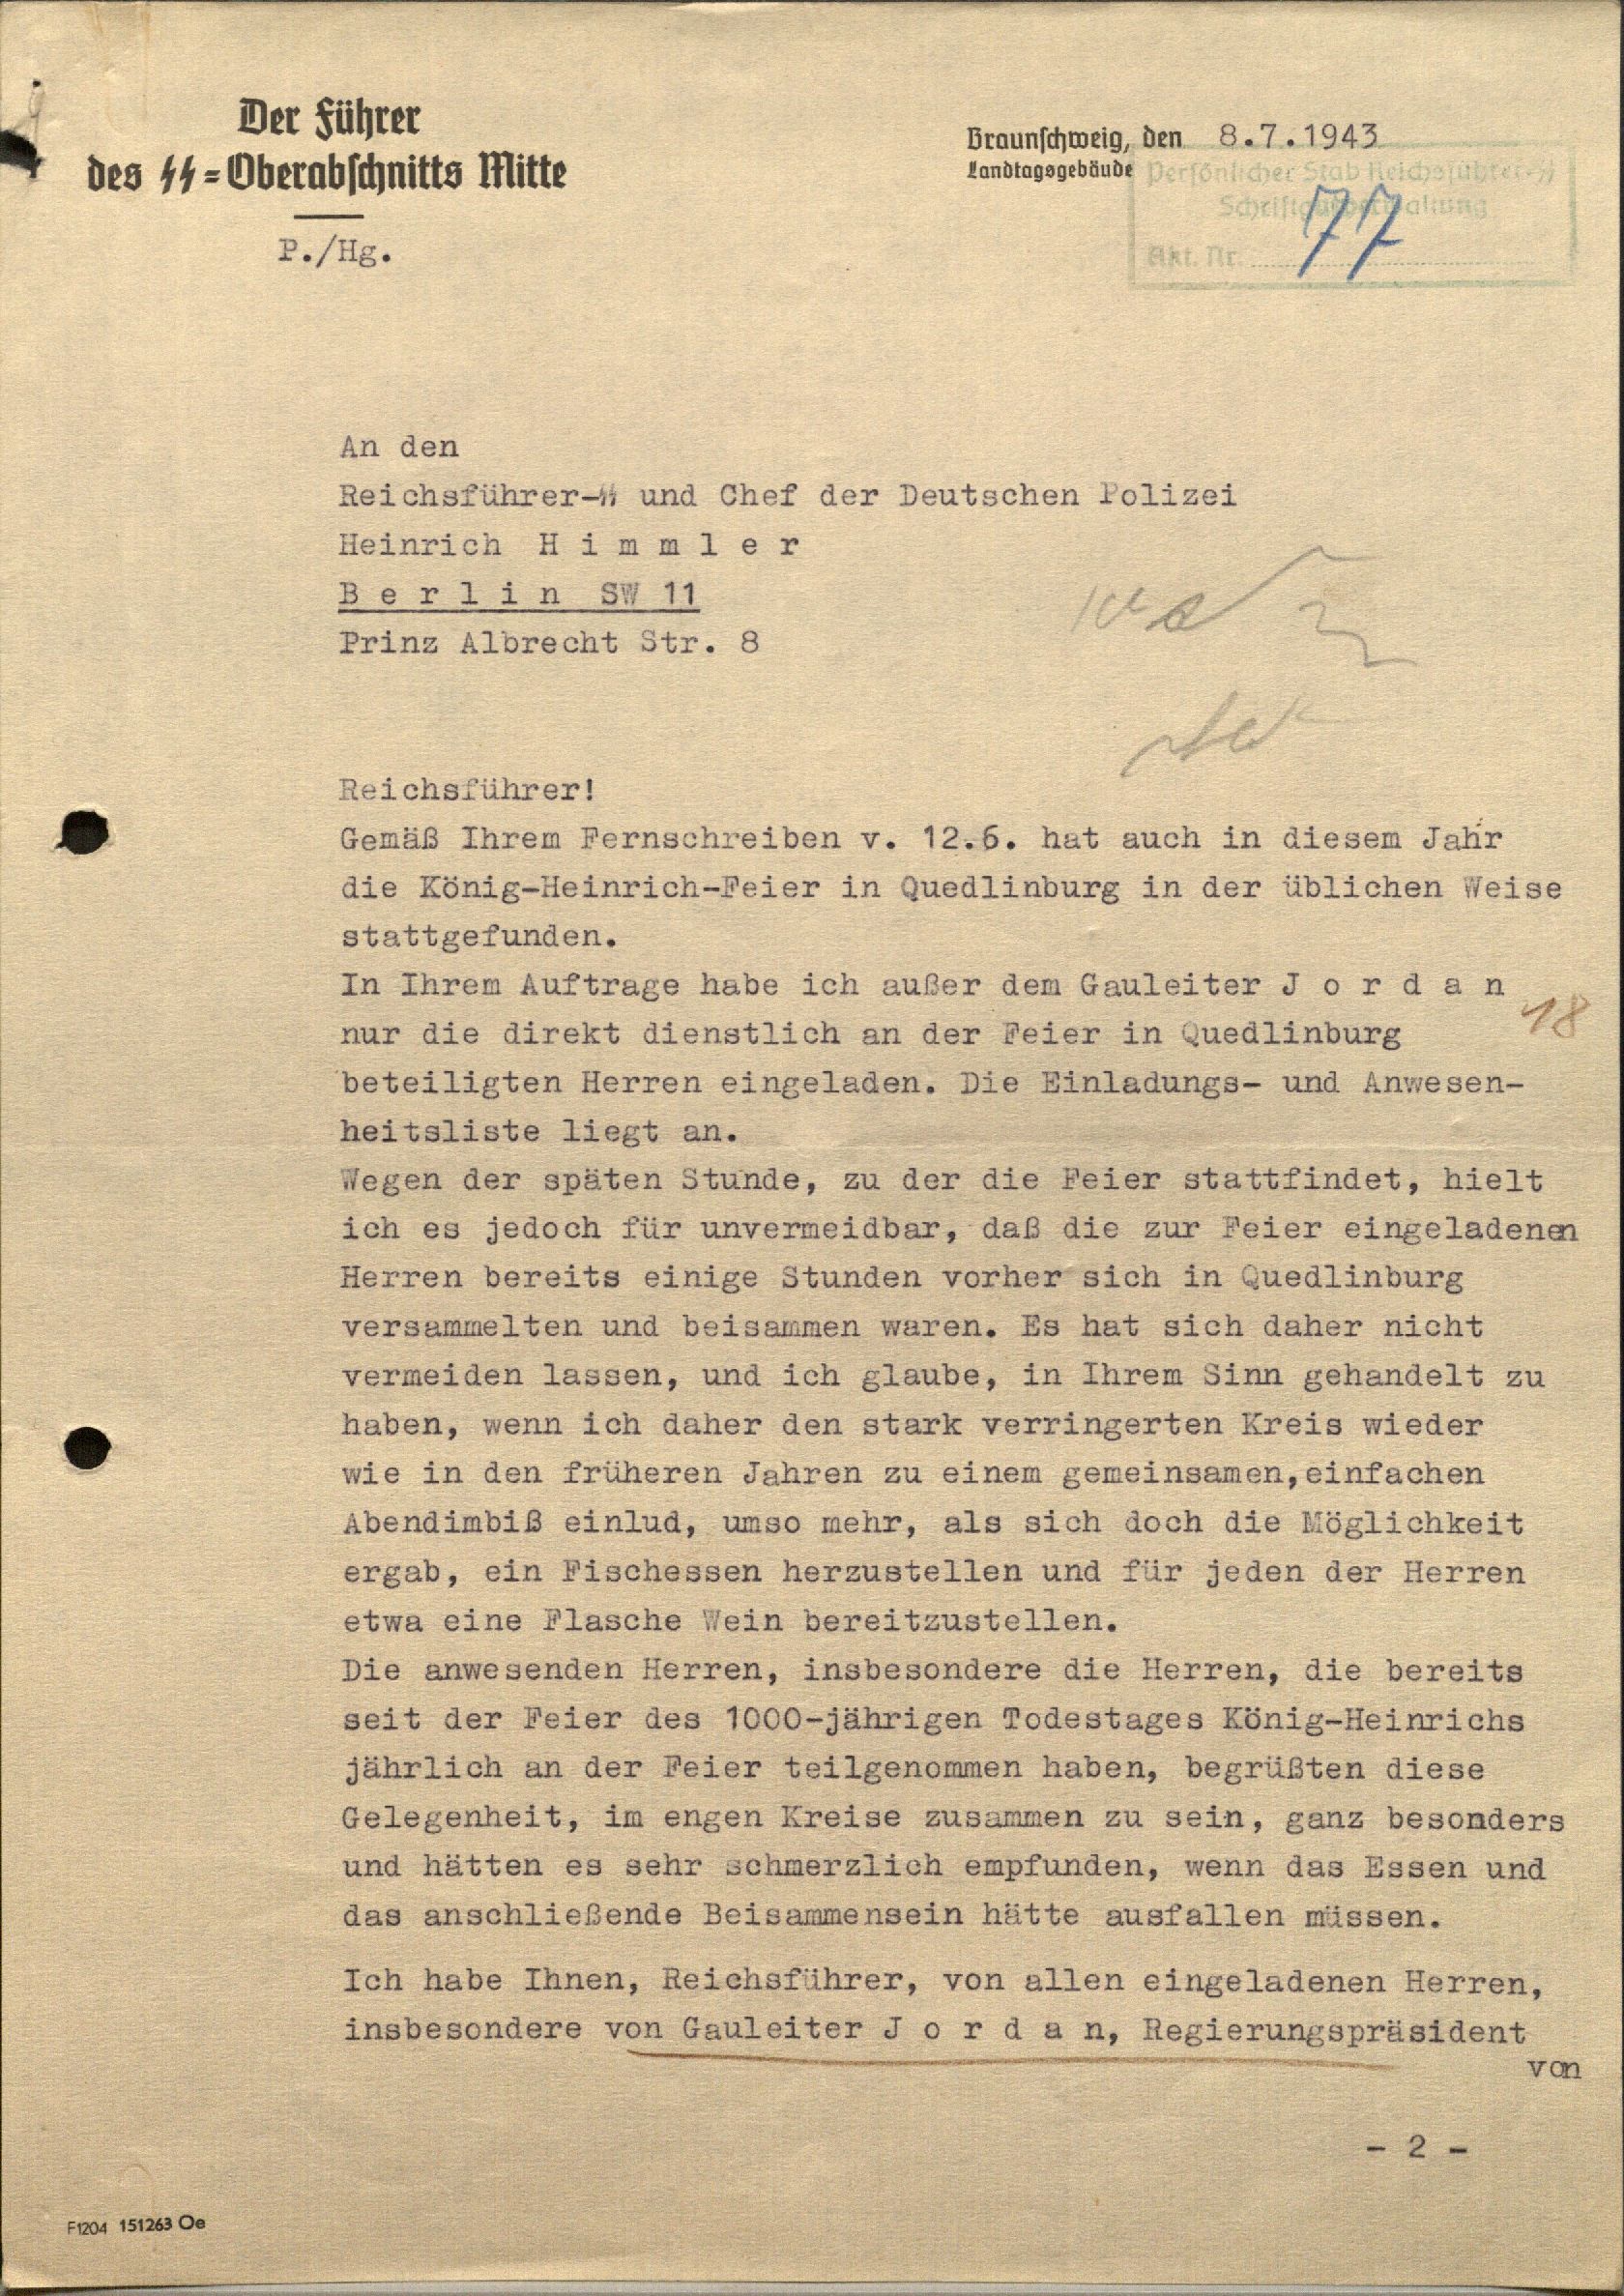 Der Führer
des SS=Oberabschnitts Mitte
P./Hg.
Braunschweig, den 8.7.1943
Landtagsgebäude
Persönlicher Stab Reichsführer-SS
Schriftgutverwaltung
Akt. Nr. 77
An den
Reichsführer-SS und Chef der Deutschen Polizei
Heinrich H i m m l e r
B e r l i n SW 11
Prinz Albrecht Str. 8
Reichsführer!
Gemäß Ihrem Fernschreiben v. 12.6. hat auch in diesem Jahr
die König-Heinrich-Feier in Quedlinburg in der üblichen Weise
stattgefunden.
In Ihrem Auftrage habe ich außer dem Gauleiter J o r d a n
18
nur die direkt dienstlich an der Feier in Quedlinburg
beteiligten Herren eingeladen. Die Einladungs- und Anwesen-
heitsliste liegt an.
Wegen der späten Stunde, zu der die Feier stattfindet, hielt
ich es jedoch für unvermeidbar, daß die zur Feier eingeladenen
Herren bereits einige Stunden vorher sich in Quedlinburg
versammelten und beisammen waren. Es hat sich daher nicht
vermeiden lassen, und ich glaube, in Ihrem Sinn gehandelt zu
haben, wenn ich daher den stark verringerten Kreis wieder
wie in den früheren Jahren zu einem gemeinsamen,einfachen
Abendimbiß einlud, umso mehr, als sich doch die Möglichkeit
ergab, ein Fischessen herzustellen und für jeden der Herren
etwa eine Flasche Wein bereitzustellen.
Die anwesenden Herren, insbesondere die Herren, die bereits
seit der Feier des 1000-jährigen Todestages König-Heinrichs
jährlich an der Feier teilgenommen haben, begrüßten diese
Gelegenheit, im engen Kreise zusammen zu sein, ganz besonders
und hätten es sehr schmerzlich empfunden, wenn das Essen und
das anschließende Beisammensein hätte ausfallen müssen.
Ich habe Ihnen, Reichsführer, von allen eingeladenen Herren,
insbesondere von Gauleiter J o r d a n, Regierungspräsident
von
- 2 -
F1204 151263 Oe